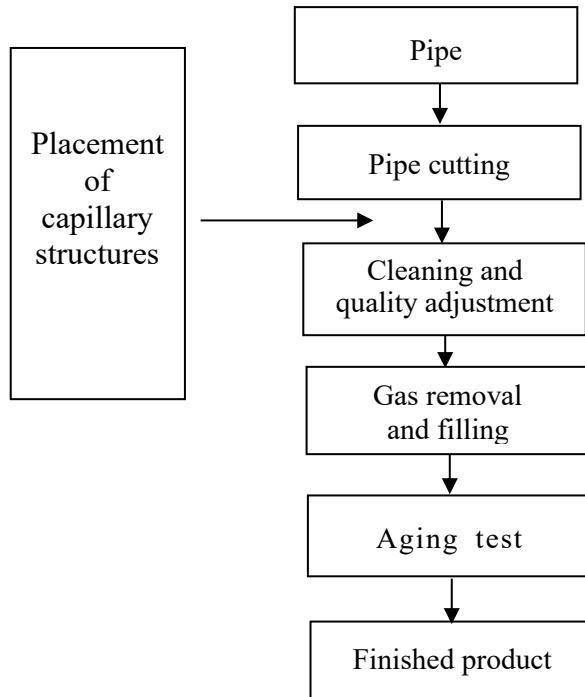 Pipe
Placement
of
capillary
structures
Pipe cutting
Cleaning and
quality adjustment
Gas removal
and filling
Aging test
Finished product